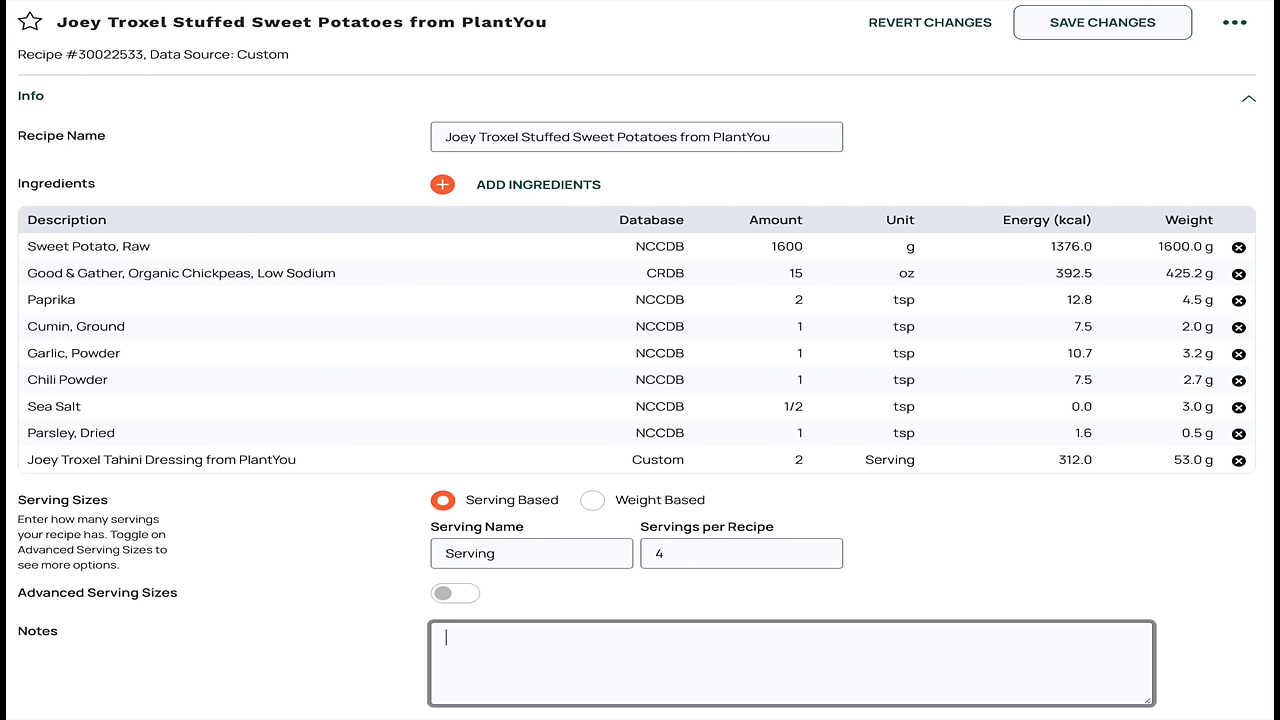 Joey Troxel Stuffed Sweet Potatoes from PlantYou
REVERT CHANGES
SAVE CHANGES
Recipe #30022533, Data Source: Custom
Info
Recipe Name
Joey Troxel Stuffed Sweet Potatoes from PlantYou
Ingredients
ADD INGREDIENTS
Description Database Amount Unit Energy (kcal) Weight
Sweet Potato, Raw NCCDB 1600 g 1376.0 1600.0 g
Good & Gather, Organic Chickpeas, Low Sodium CRDB 15 oz 392.5 425.2 g
Paprika NCCDB 2 tsp 12.8 4.5 g
Cumin, Ground NCCDB 1 tsp 7.5 2.0 g
Garlic, Powder NCCDB 1 tsp 10.7 3.2 g
Chili Powder NCCDB 1 tsp 7.5 2.7 g
Sea Salt NCCDB 1/2 tsp 0.0 3.0 g
Parsley, Dried NCCDB 1 tsp 1.6 0.5 g
Joey Troxel Tahini Dressing from PlantYou Custom 2 Serving 312.0 53.0 g
Serving Sizes
Enter how many servings
your recipe has. Toggle on
Advanced Serving Sizes to
see more options.
Serving Based Weight Based
Serving Name Servings per Recipe
Serving 4
Advanced Serving Sizes
Notes